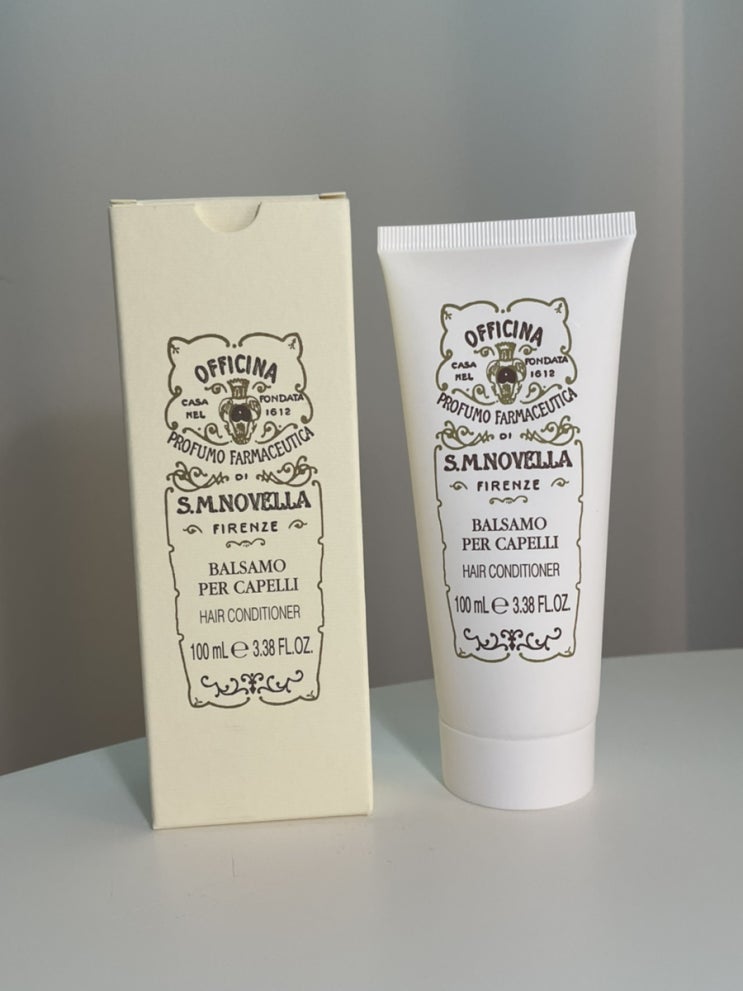 OFFICINA
CASA FONDATA
NEL 1612
PROFUMO FARMACEUTICA
DI
S.M.NOVELLA
FIRENZE
BALSAMO
PER CAPELLI
HAIR CONDITIONER
100 mL ℮ 3.38 FL.OZ.
OFFICINA
CASA FONDATA
NEL 1612
PROFUMO FARMACEUTICA
DI
S.M.NOVELLA
FIRENZE
BALSAMO
PER CAPELLI
HAIR CONDITIONER
100 mL ℮ 3.38 FL.OZ.